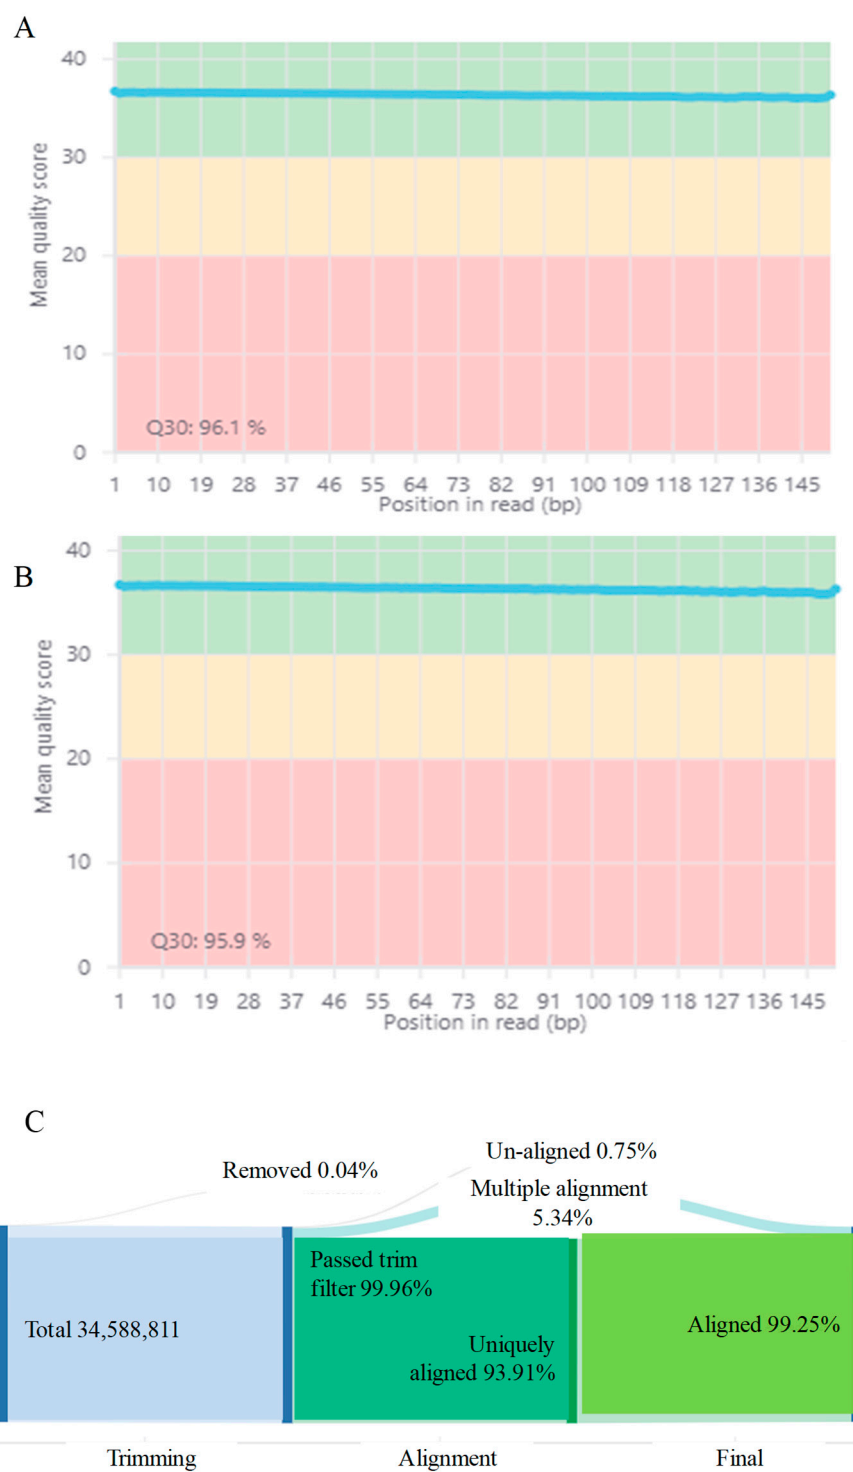 A
40
30
20
10
0
Mean quality score
Q30: 96.1 %
1 10 19 28 37 46 55 64 73 82 91 100 109 118 127 136 145
Position in read (bp)
B
40
30
20
10
0
Mean quality score
Q30: 95.9 %
1 10 19 28 37 46 55 64 73 82 91 100 109 118 127 136 145
Position in read (bp)
C
Un-aligned 0.75%
Removed 0.04%
Multiple alignment
5.34%
Passed trim
filter 99.96%
Total 34,588,811
Aligned 99.25%
Uniquely
aligned 93.91%
Trimming Alignment Final